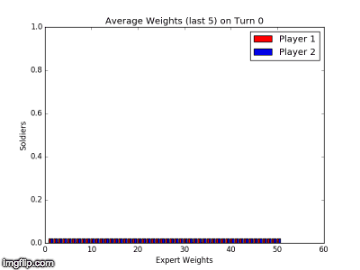 Average Weights (last 5) on Turn 0
Player 1
Player 2
1.0
0.8
0.6
0.4
0.2
0.0
Soldiers
0 10 20 30 40 50 60
Expert Weights
imgflip.com